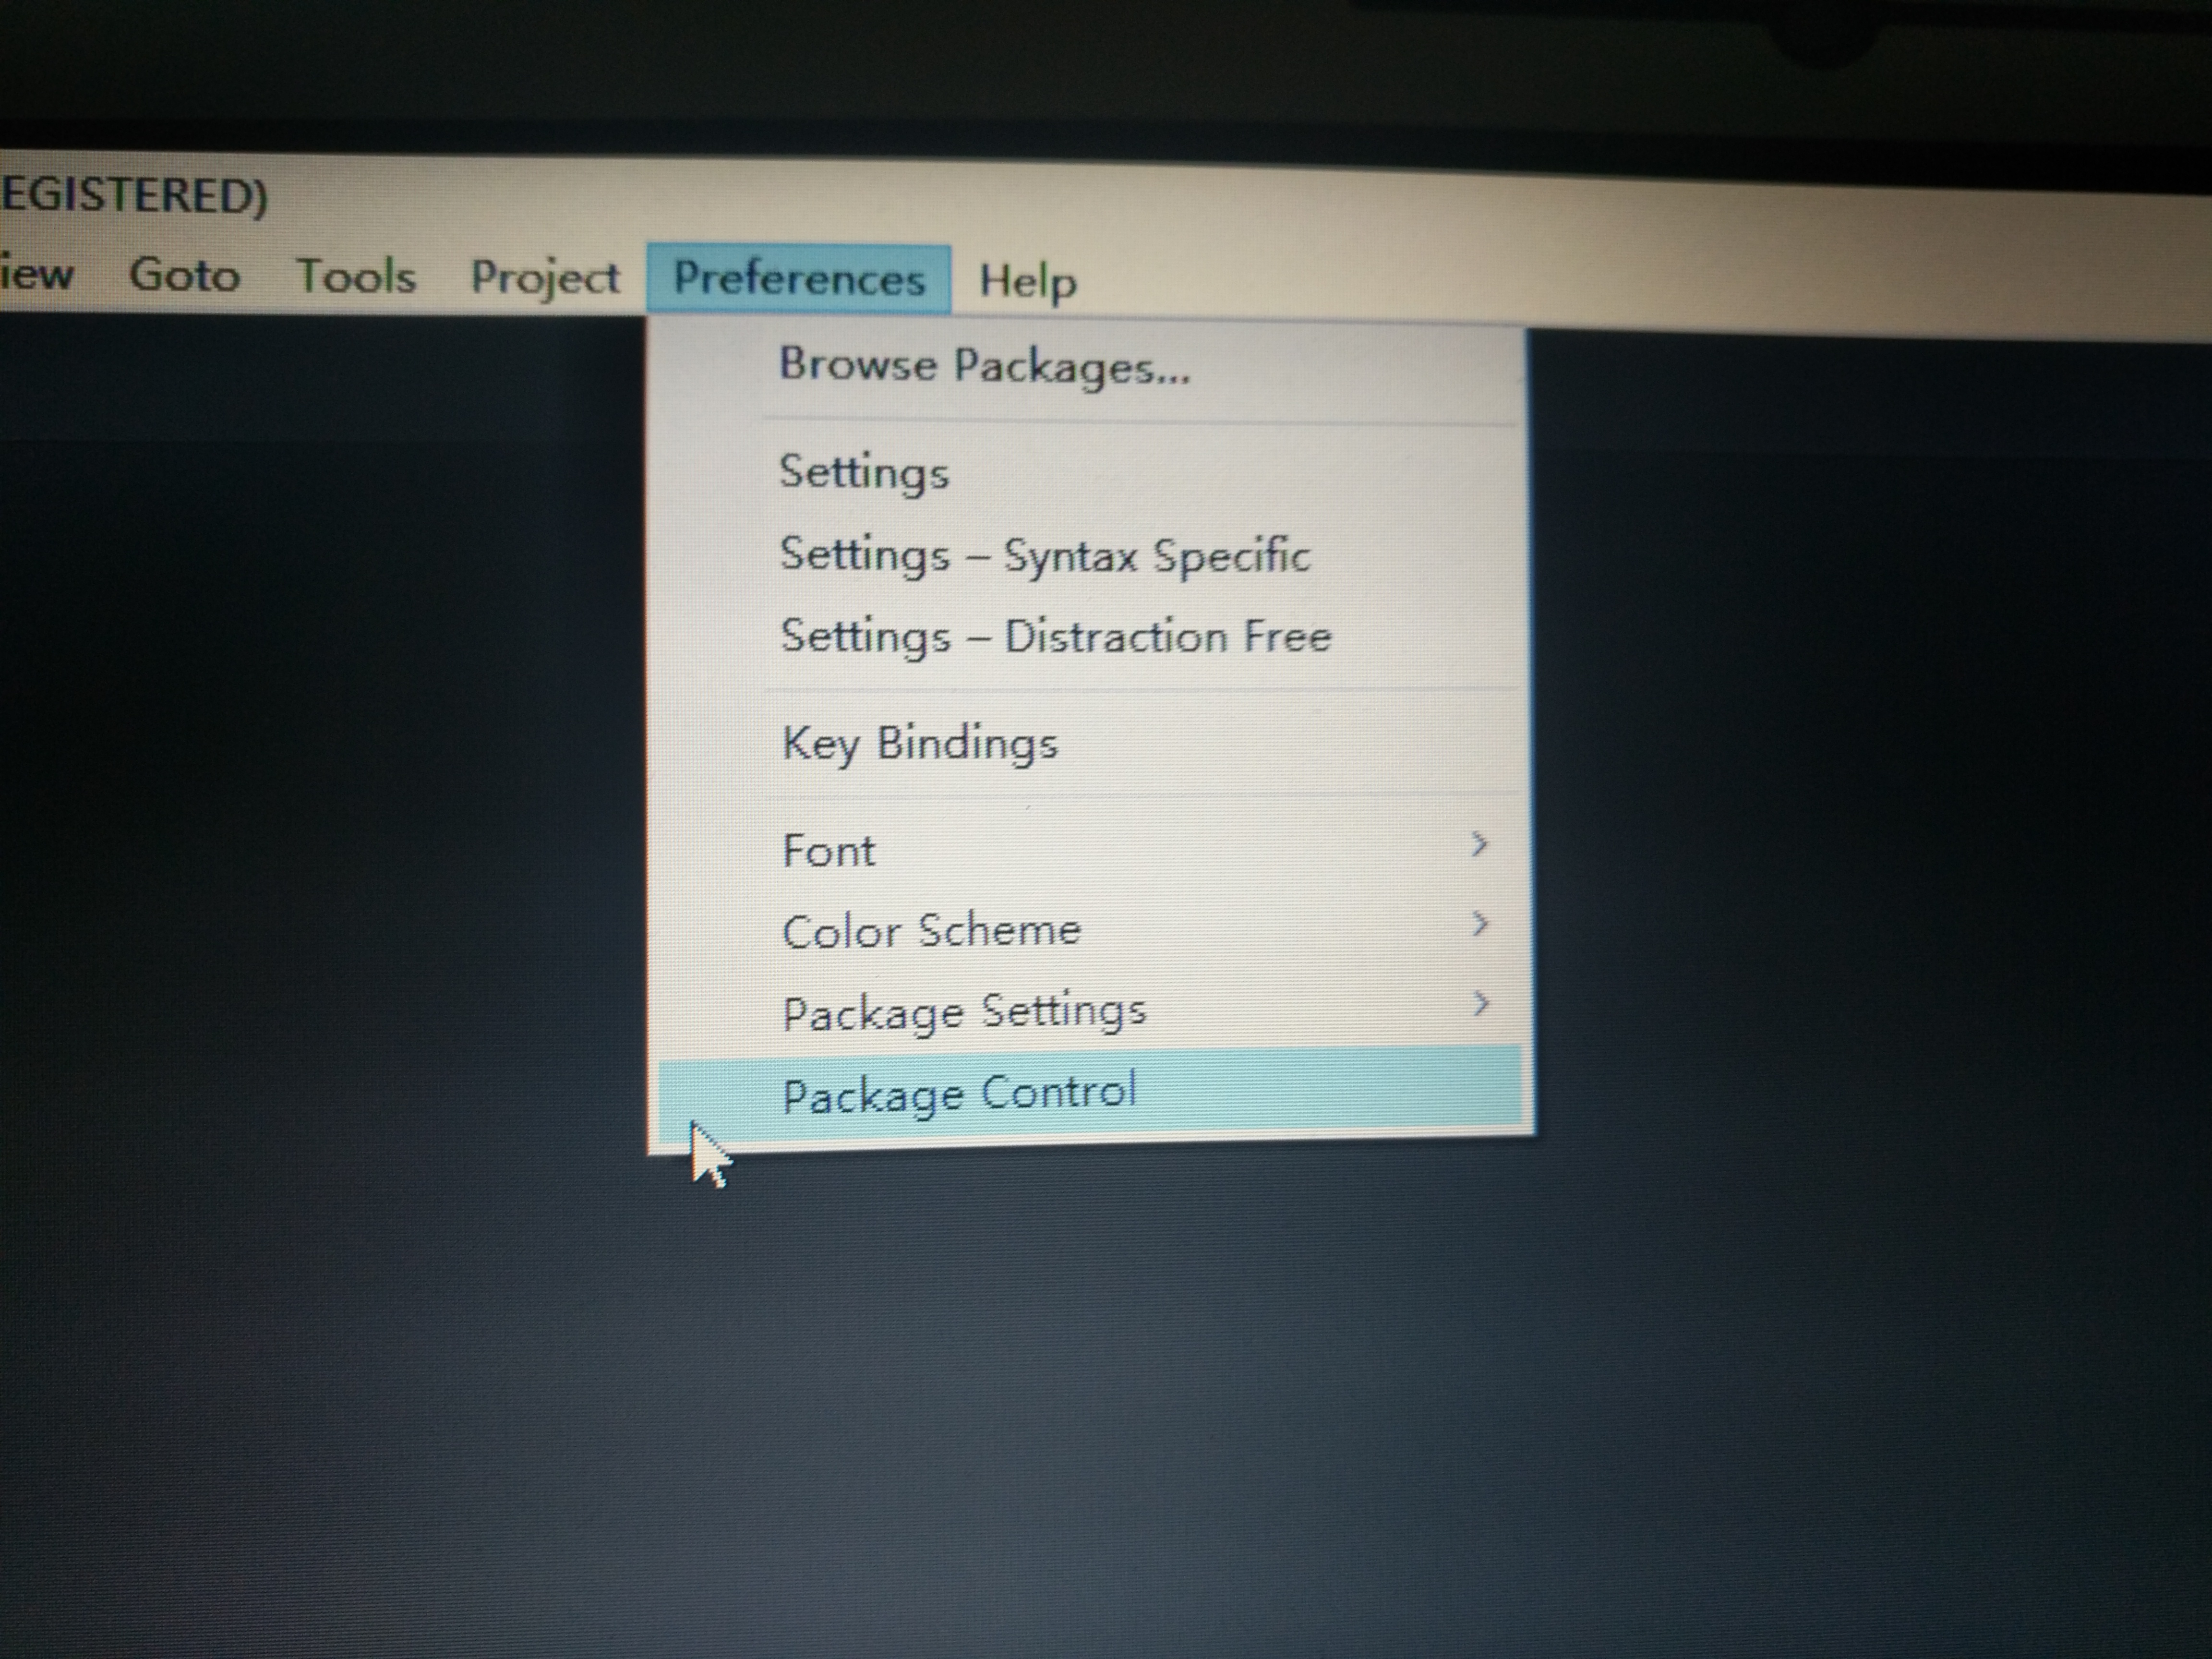 EGISTERED)
iew Goto Tools Project Preferences Help
Browse Packages...
Settings
Settings – Syntax Specific
Settings – Distraction Free
Key Bindings
Font
Color Scheme
Package Settings
Package Control